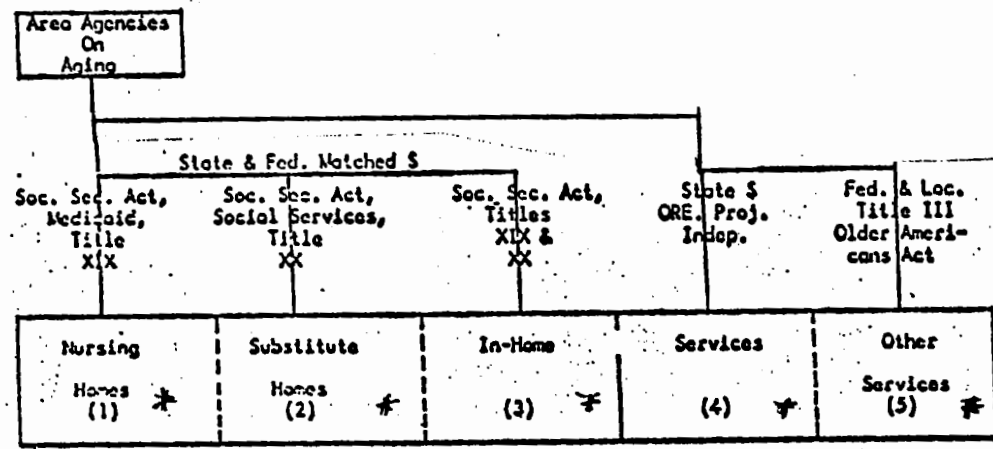 Area Agencies
On
Aging
State & Fed. Matched $
Soc. Sec. Act,
Medicaid,
Title
XIX
Soc. Sec. Act,
Social Services,
Title
XX
Soc. Sec. Act,
Titles
XIX &
XX
State $
ORE. Proj.
Indep.
Fed. & Loc.
Title III
Older Ameri-
cans Act
Nursing
Homes
(1) *
Substitute
Homes
(2) *
In-Home
(3) *
Services
(4) *
Other
Services
(5) *